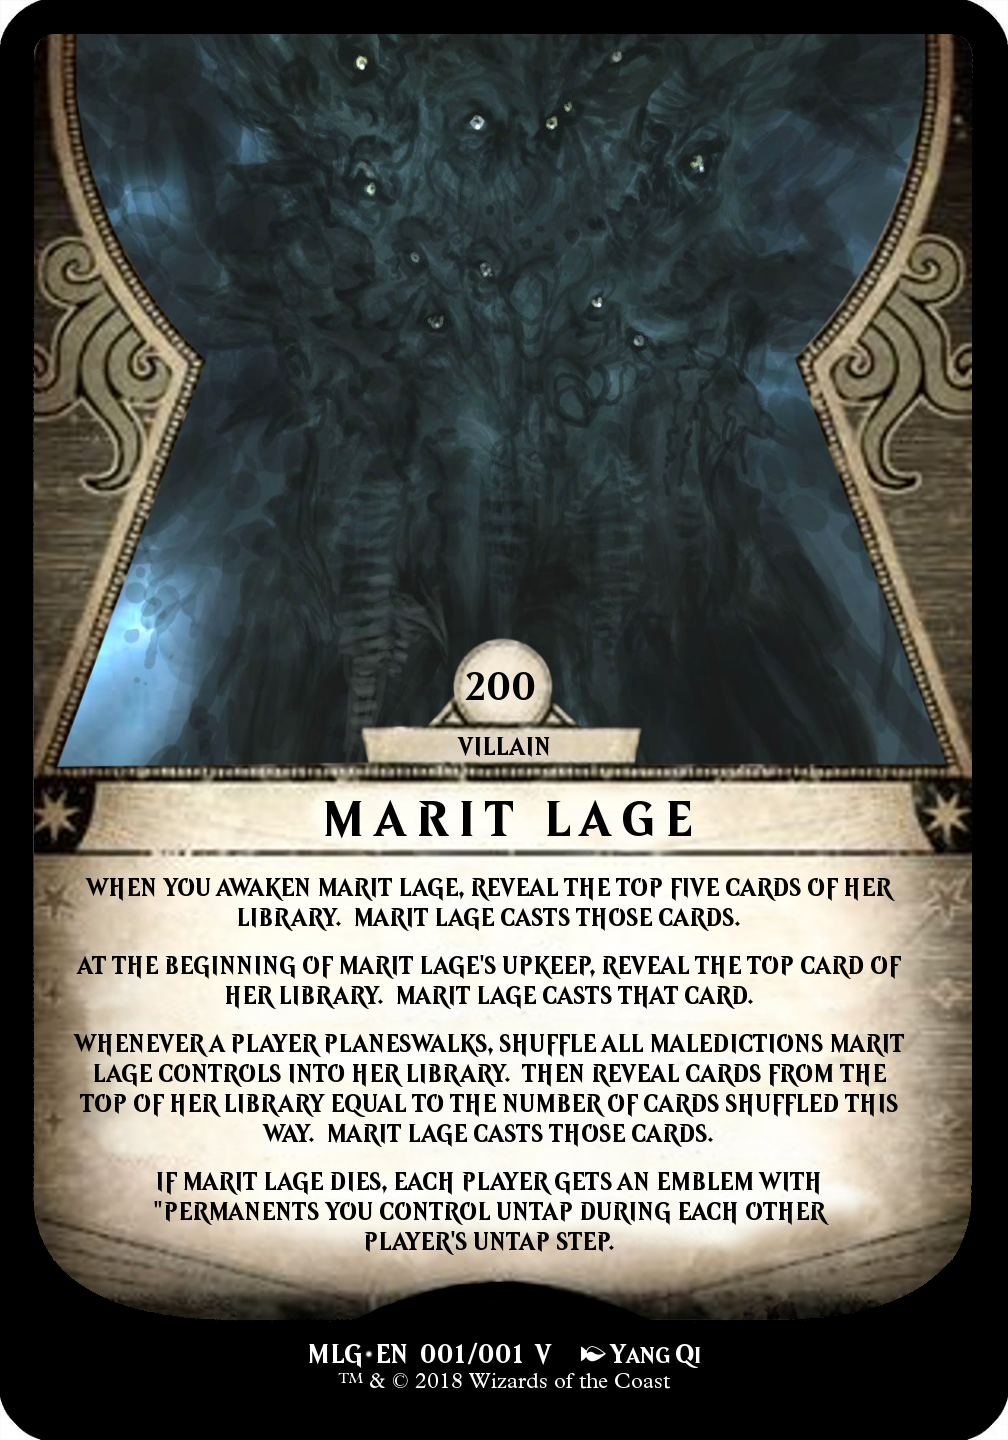 200
VILLAIN
MARIT LAGE
WHEN YOU AWAKEN MARIT LAGE, REVEAL THE TOP FIVE CARDS OF HER
LIBRARY. MARIT LAGE CASTS THOSE CARDS.
AT THE BEGINNING OF MARIT LAGE'S UPKEEP, REVEAL THE TOP CARD OF
HER LIBRARY. MARIT LAGE CASTS THAT CARD.
WHENEVER A PLAYER PLANESWALKS, SHUFFLE ALL MALEDICTIONS MARIT
LAGE CONTROLS INTO HER LIBRARY. THEN REVEAL CARDS FROM THE
TOP OF HER LIBRARY EQUAL TO THE NUMBER OF CARDS SHUFFLED THIS
WAY. MARIT LAGE CASTS THOSE CARDS.
IF MARIT LAGE DIES, EACH PLAYER GETS AN EMBLEM WITH
"PERMANENTS YOU CONTROL UNTAP DURING EACH OTHER
PLAYER'S UNTAP STEP.
MLG•EN 001/001 V YANG QI
™ & © 2018 Wizards of the Coast